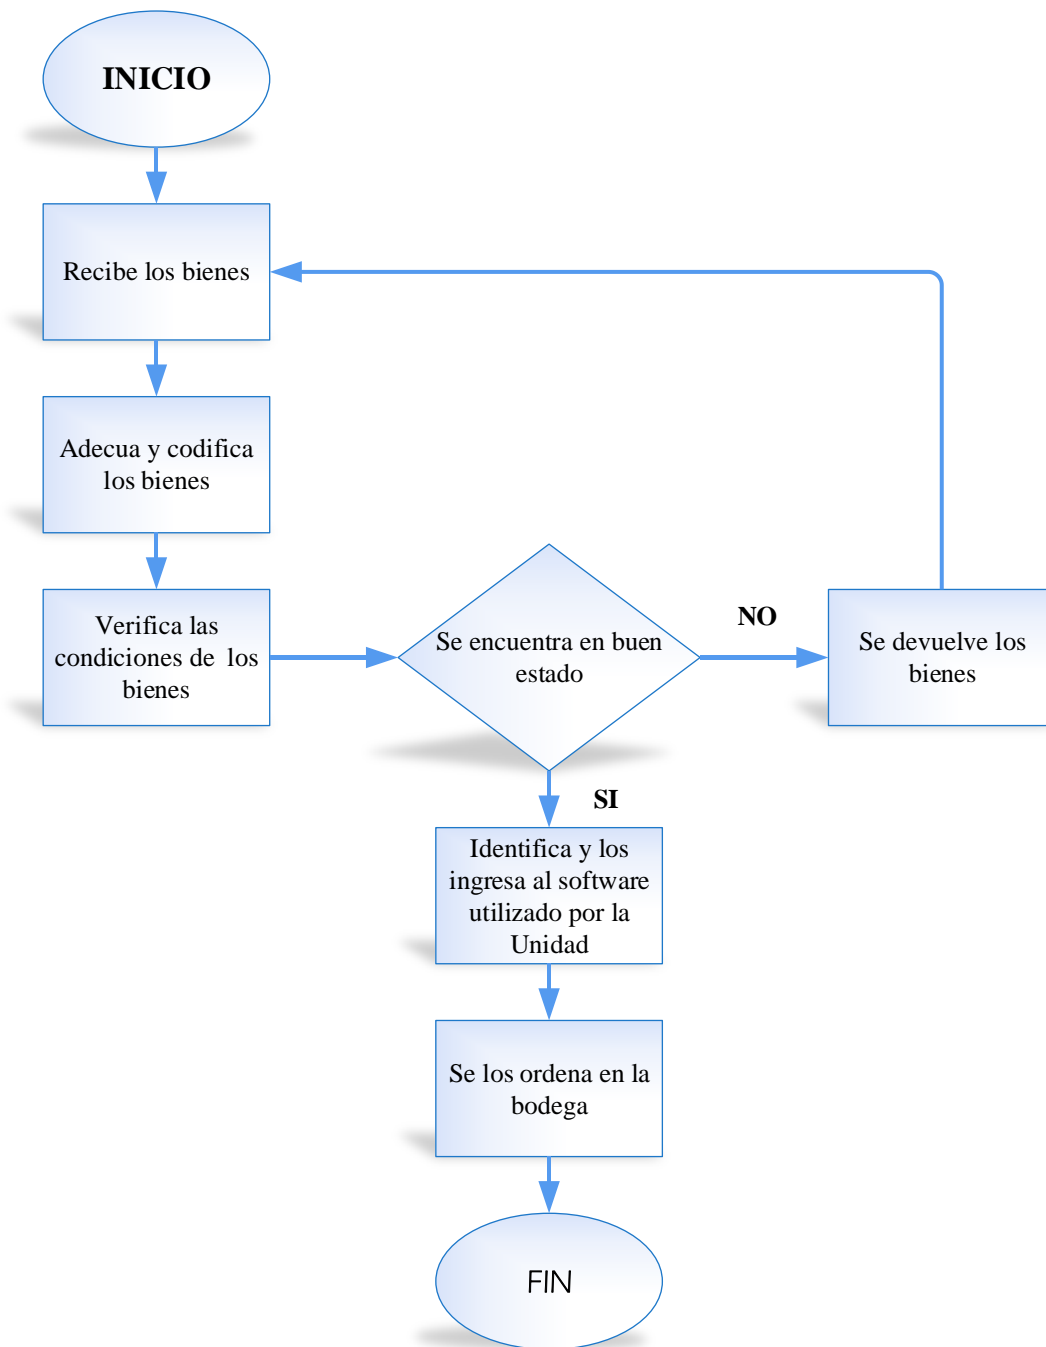 INICIO
Recibe los bienes
Adecua y codifica
los bienes
Verifica las
condiciones de los
bienes
Se encuentra en buen
estado
NO
Se devuelve los
bienes
SI
Identifica y los
ingresa al software
utilizado por la
Unidad
Se los ordena en la
bodega
FIN